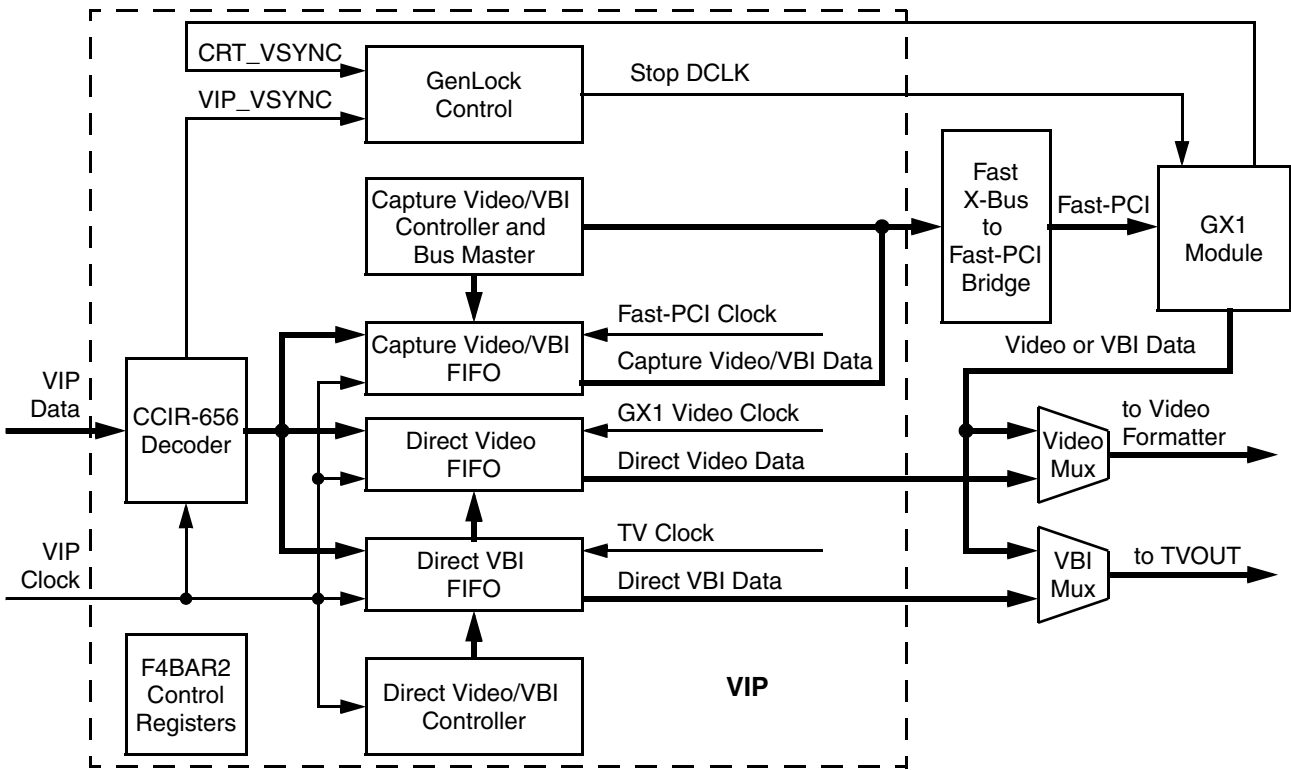 CRT_VSYNC
VIP_VSYNC
GenLock
Control
Stop DCLK
Capture Video/VBI
Controller and
Bus Master
Fast
X-Bus
to
Fast-PCI
Bridge
Fast-PCI
GX1
Module
Fast-PCI Clock
Capture Video/VBI
FIFO
Capture Video/VBI Data
Video or VBI Data
VIP
Data
CCIR-656
Decoder
GX1 Video Clock
Direct Video
FIFO
Direct Video Data
Video
Mux
to Video
Formatter
VIP
Clock
TV Clock
Direct VBI
FIFO
Direct VBI Data
VBI
Mux
to TVOUT
F4BAR2
Control
Registers
Direct Video/VBI
Controller
VIP